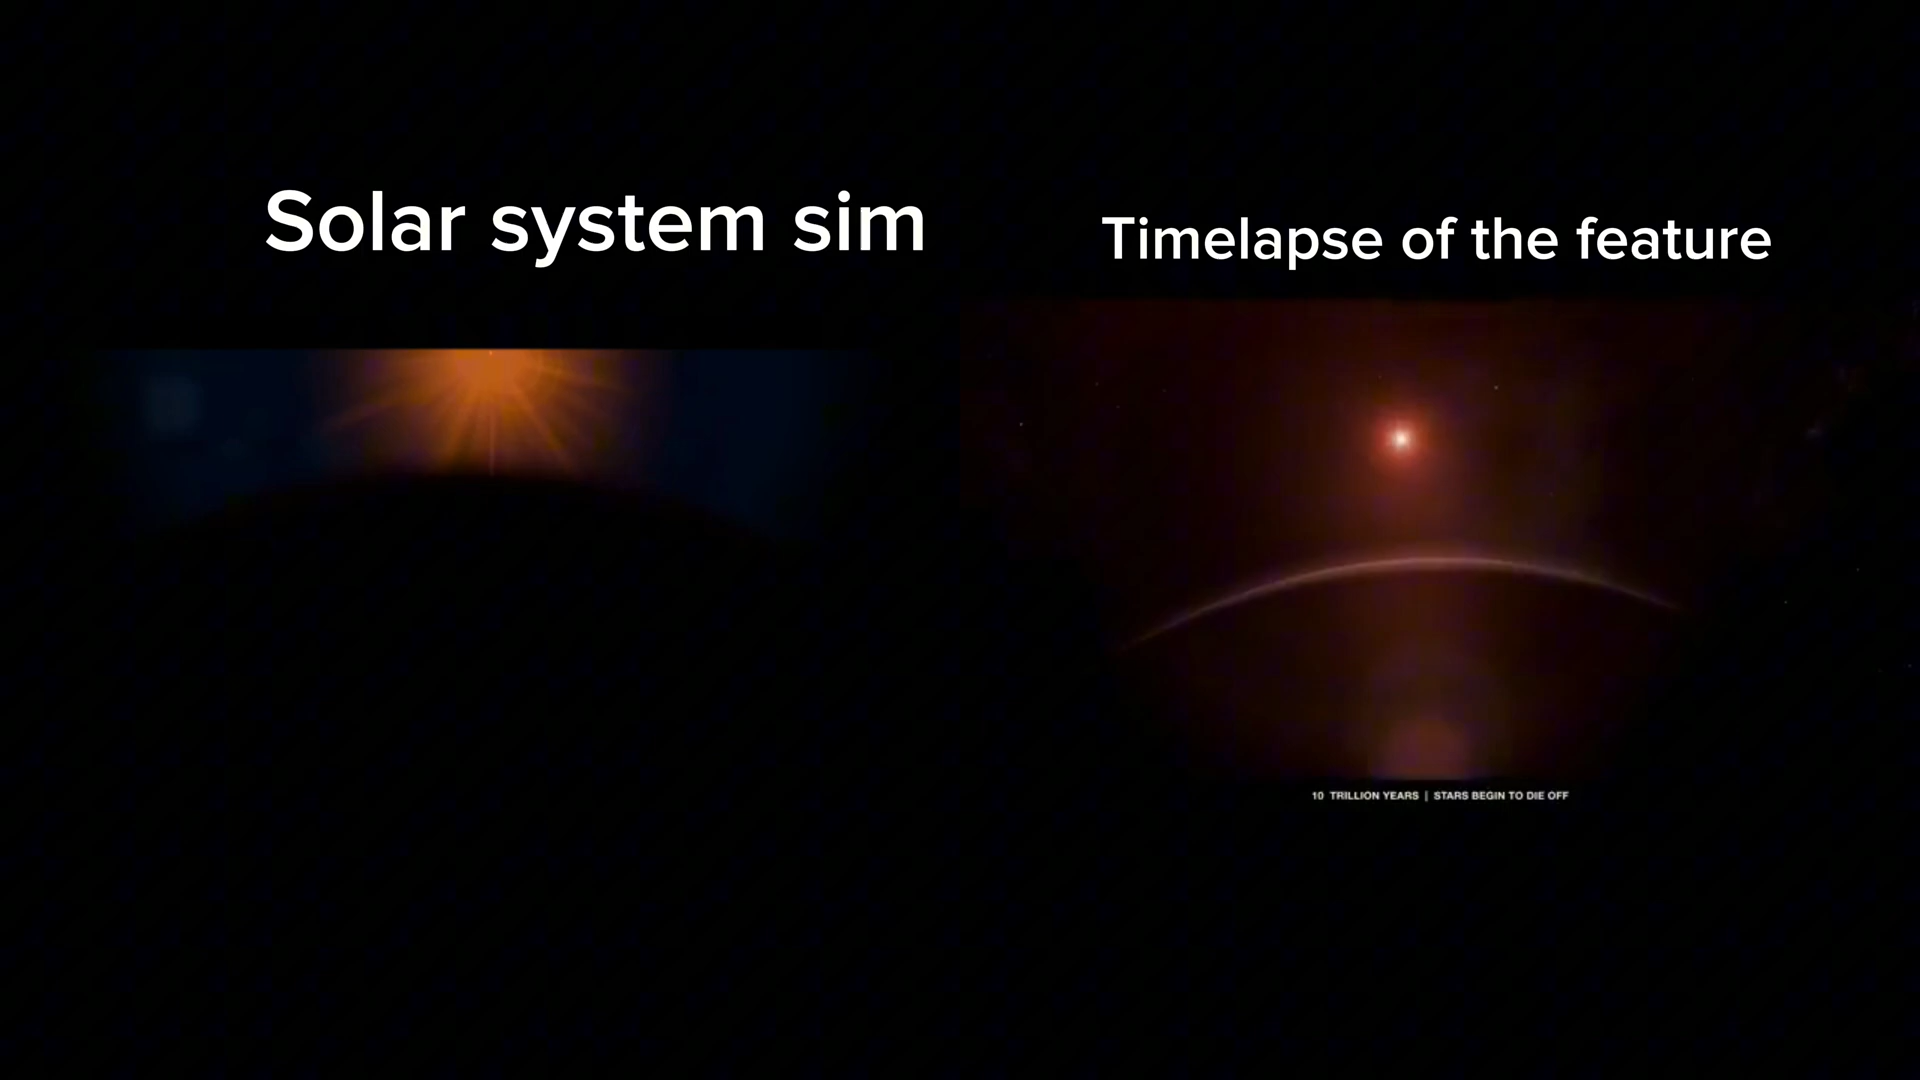 Solar system sim
Timelapse of the feature
10 TRILLION YEARS | STARS BEGIN TO DIE OFF